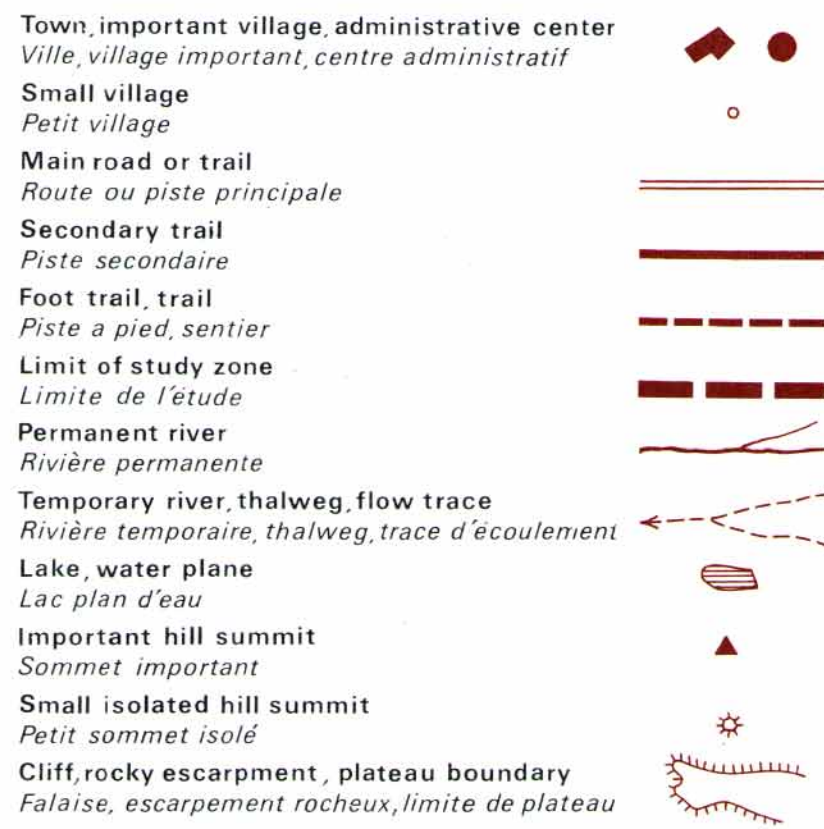 Town, important village, administrative center
Ville, village important, centre administratif
Small village
Petit village
Main road or trail
Route ou piste principale
Secondary trail
Piste secondaire
Foot trail, trail
Piste a pied, sentier
Limit of study zone
Limite de l'étude
Permanent river
Rivière permanente
Temporary river, thalweg, flow trace
Rivière temporaire, thalweg, trace d'écoulement
Lake, water plane
Lac plan d'eau
Important hill summit
Sommet important
Small isolated hill summit
Petit sommet isolé
Cliff, rocky escarpment, plateau boundary
Falaise, escarpement rocheux, limite de plateau